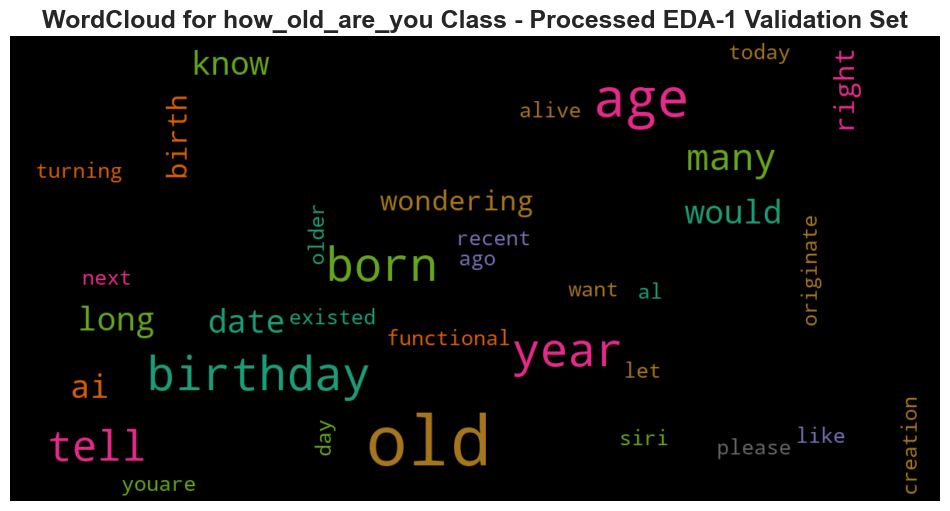 WordCloud for how_old_are_you Class - Processed EDA-1 Validation Set
know
today
right
age
alive
birth
many
turning
wondering
would
older
originate
recent
born
ago
next
want
al
long
date
existed
functional
year
birthday
let
ai
creation
old
tell
day
siri
like
please
youare